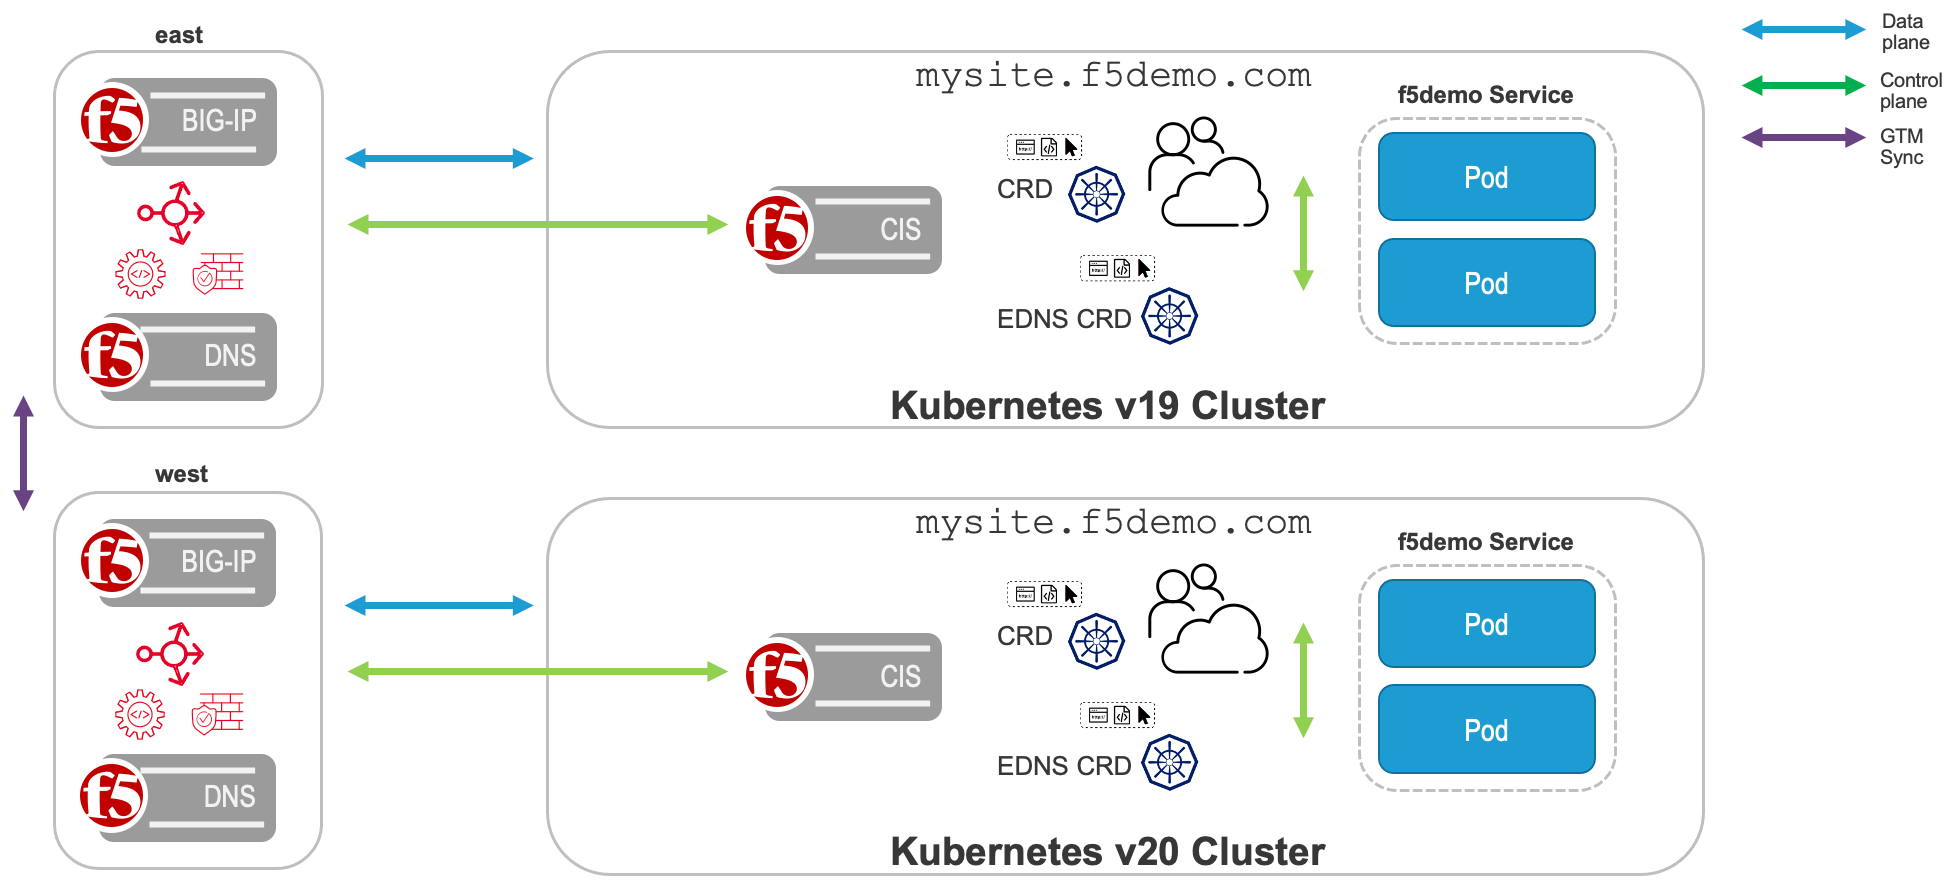 east
Data
plane
mysite.f5demo.com
Control
plane
f5demo Service
GTM
Sync
f5 BIG-IP
Pod
CRD
f5 CIS
Pod
EDNS CRD
f5 DNS
Kubernetes v19 Cluster
west
mysite.f5demo.com
f5demo Service
f5 BIG-IP
Pod
CRD
f5 CIS
Pod
EDNS CRD
f5 DNS
Kubernetes v20 Cluster